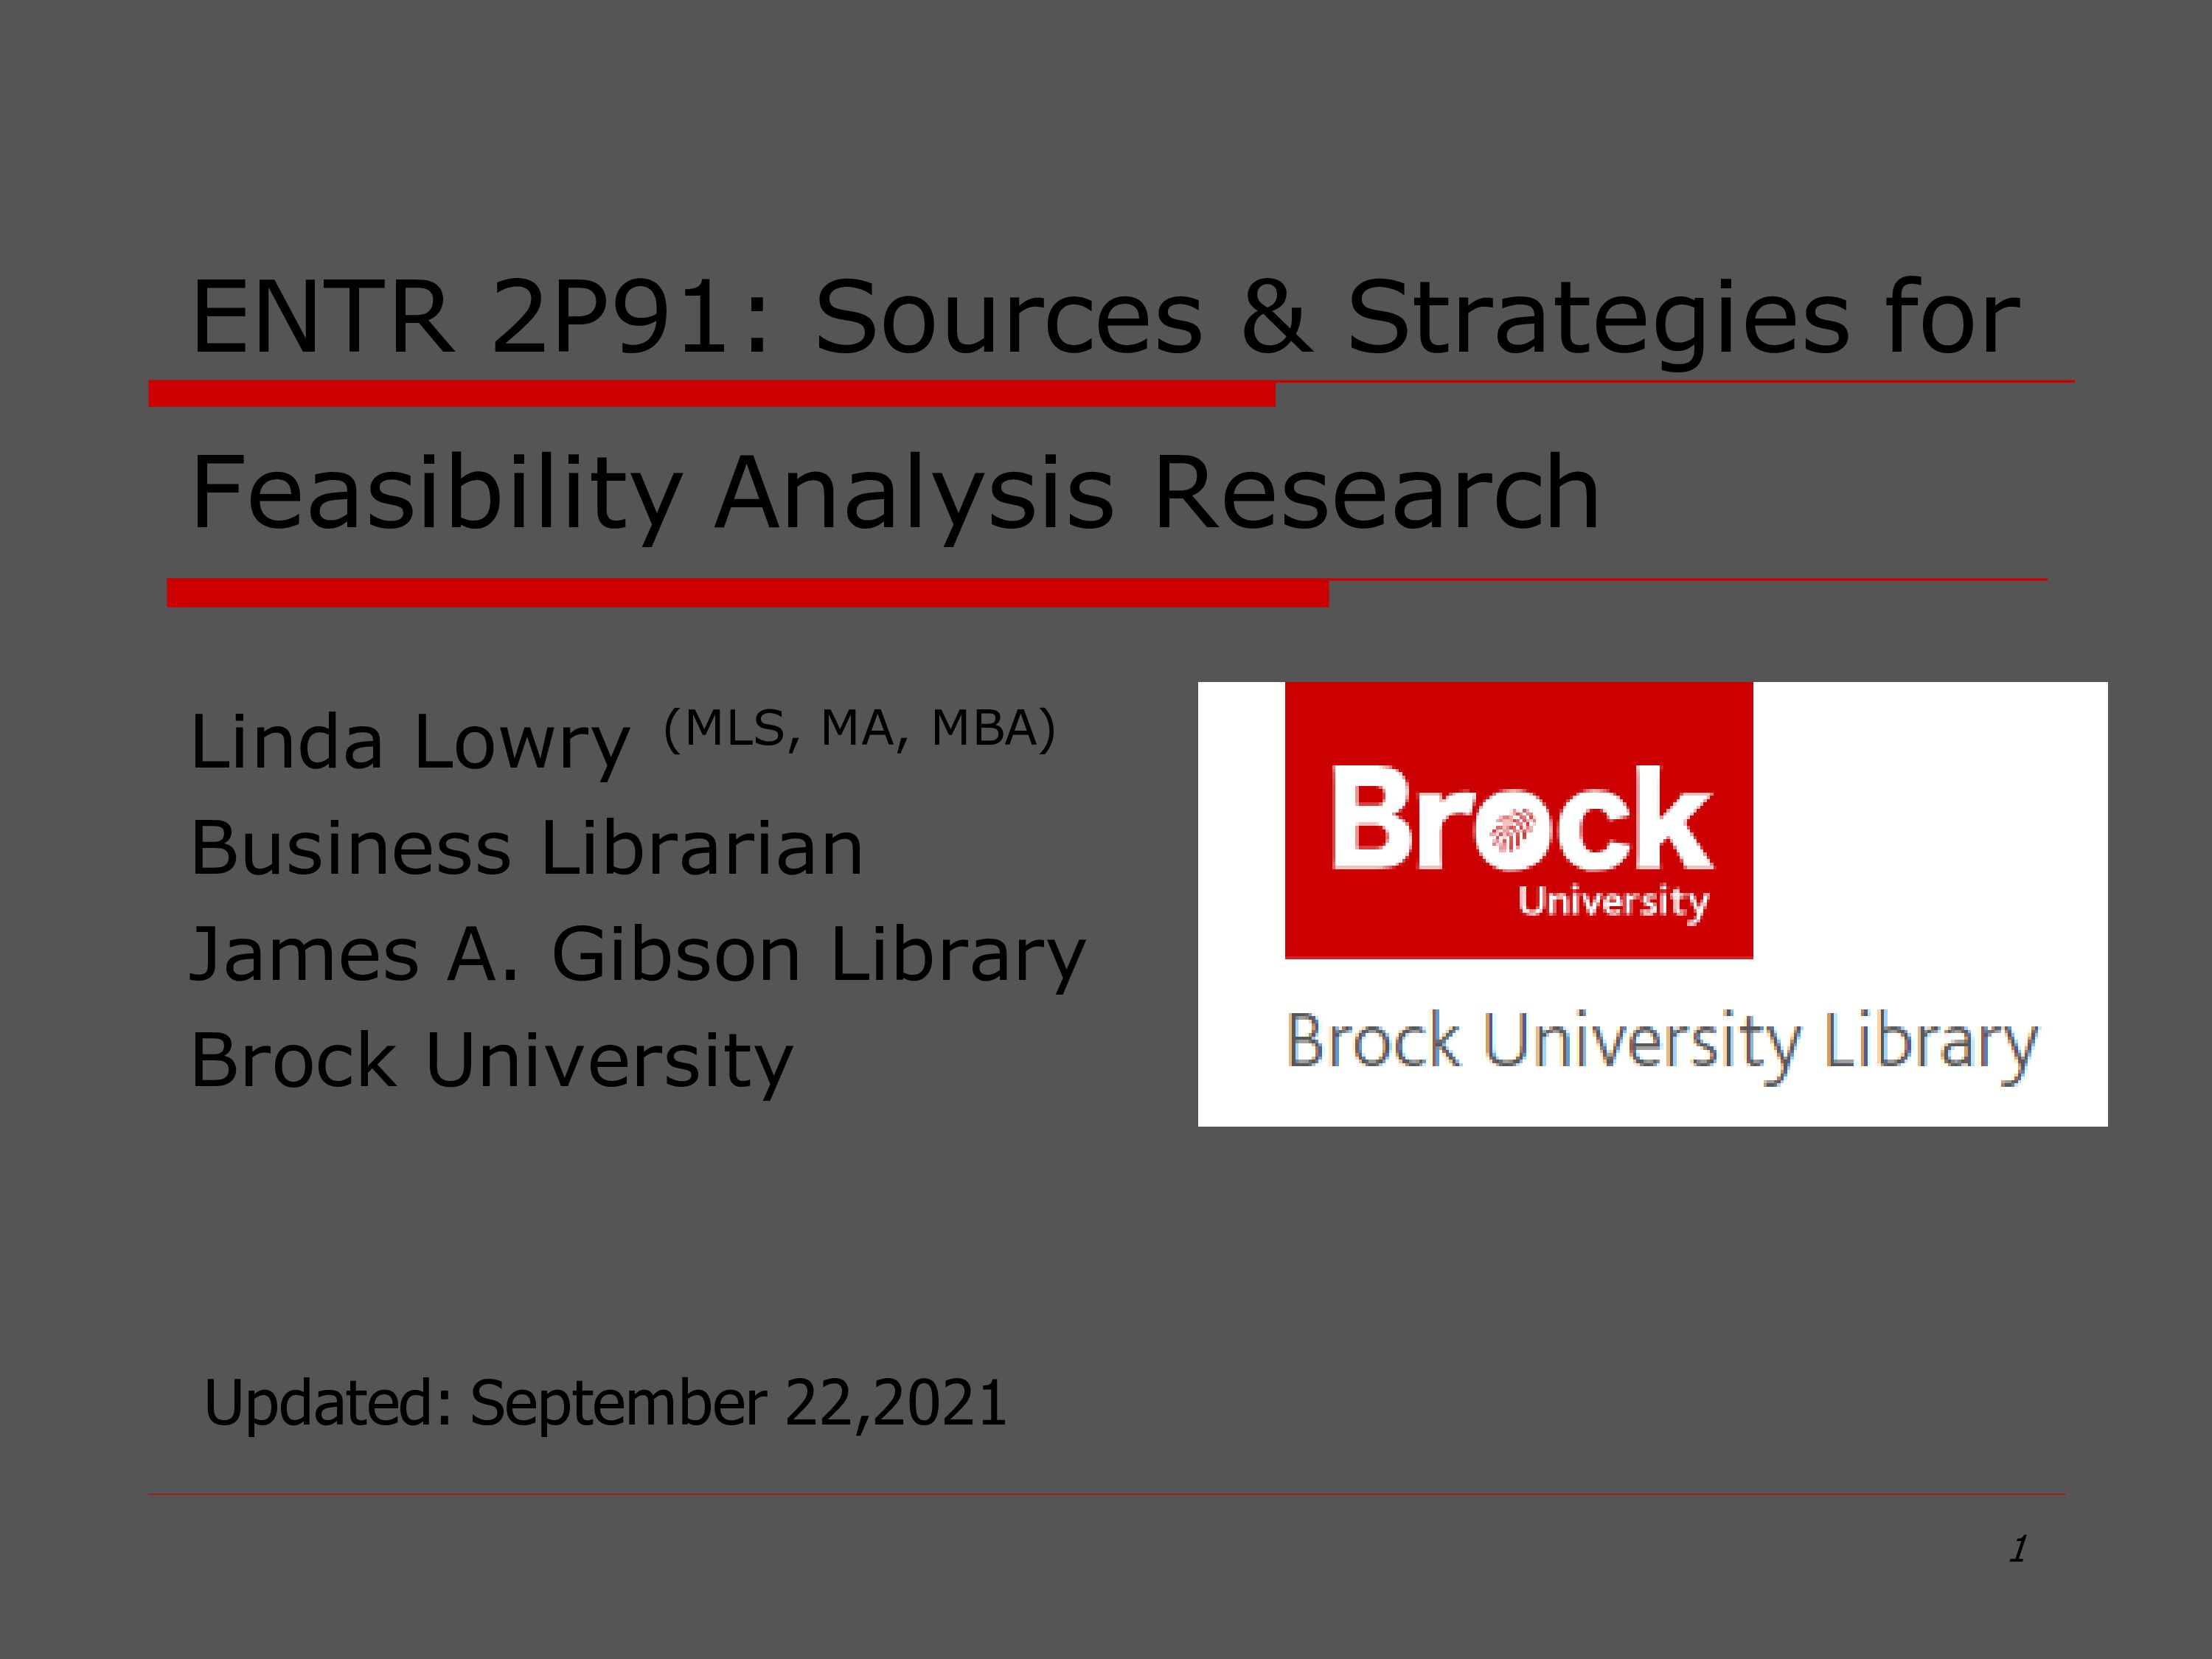 ENTR 2P91: Sources & Strategies for
Feasibility Analysis Research
Linda Lowry (MLS, MA, MBA)
Business Librarian
James A. Gibson Library
Brock University
Brock
University
Brock University Library
Updated: September 22,2021
1